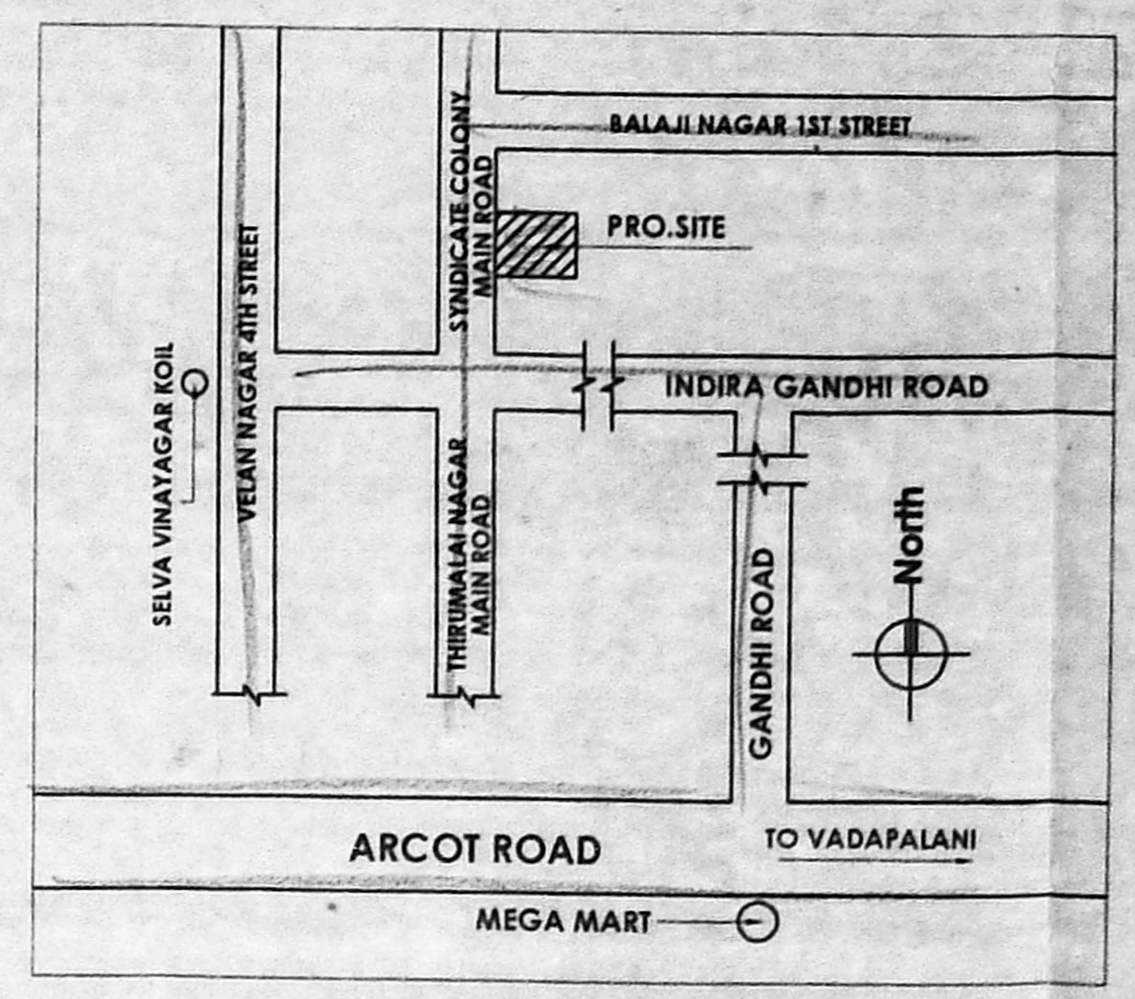 BALAJI NAGAR 1ST STREET
SYNDICATE COLONY
MAIN ROAD
PRO.SITE
VELAN NAGAR 4TH STREET
SELVA VINAYAGAR KOIL
INDIRA GANDHI ROAD
THIRUMALAI NAGAR
MAIN ROAD
North
GANDHI ROAD
ARCOT ROAD
TO VADAPALANI
MEGA MART